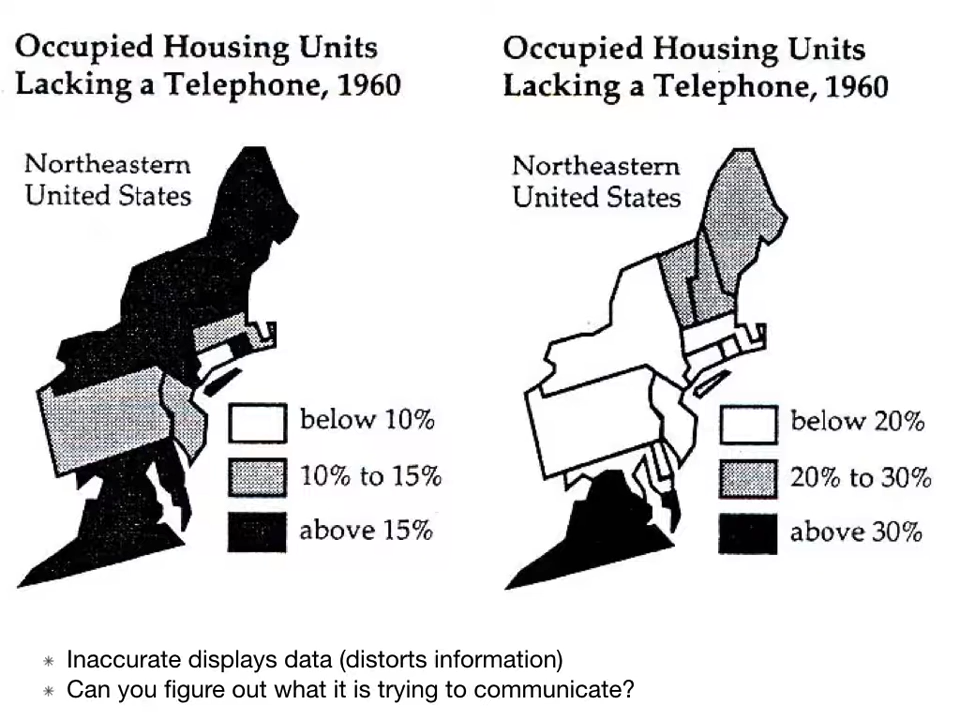 Occupied Housing Units
Lacking a Telephone, 1960
Northeastern
United States
below 10%
10% to 15%
above 15%
Occupied Housing Units
Lacking a Telephone, 1960
Northeastern
United States
below 20%
20% to 30%
above 30%
✳ Inaccurate displays data (distorts information)
✳ Can you figure out what it is trying to communicate?